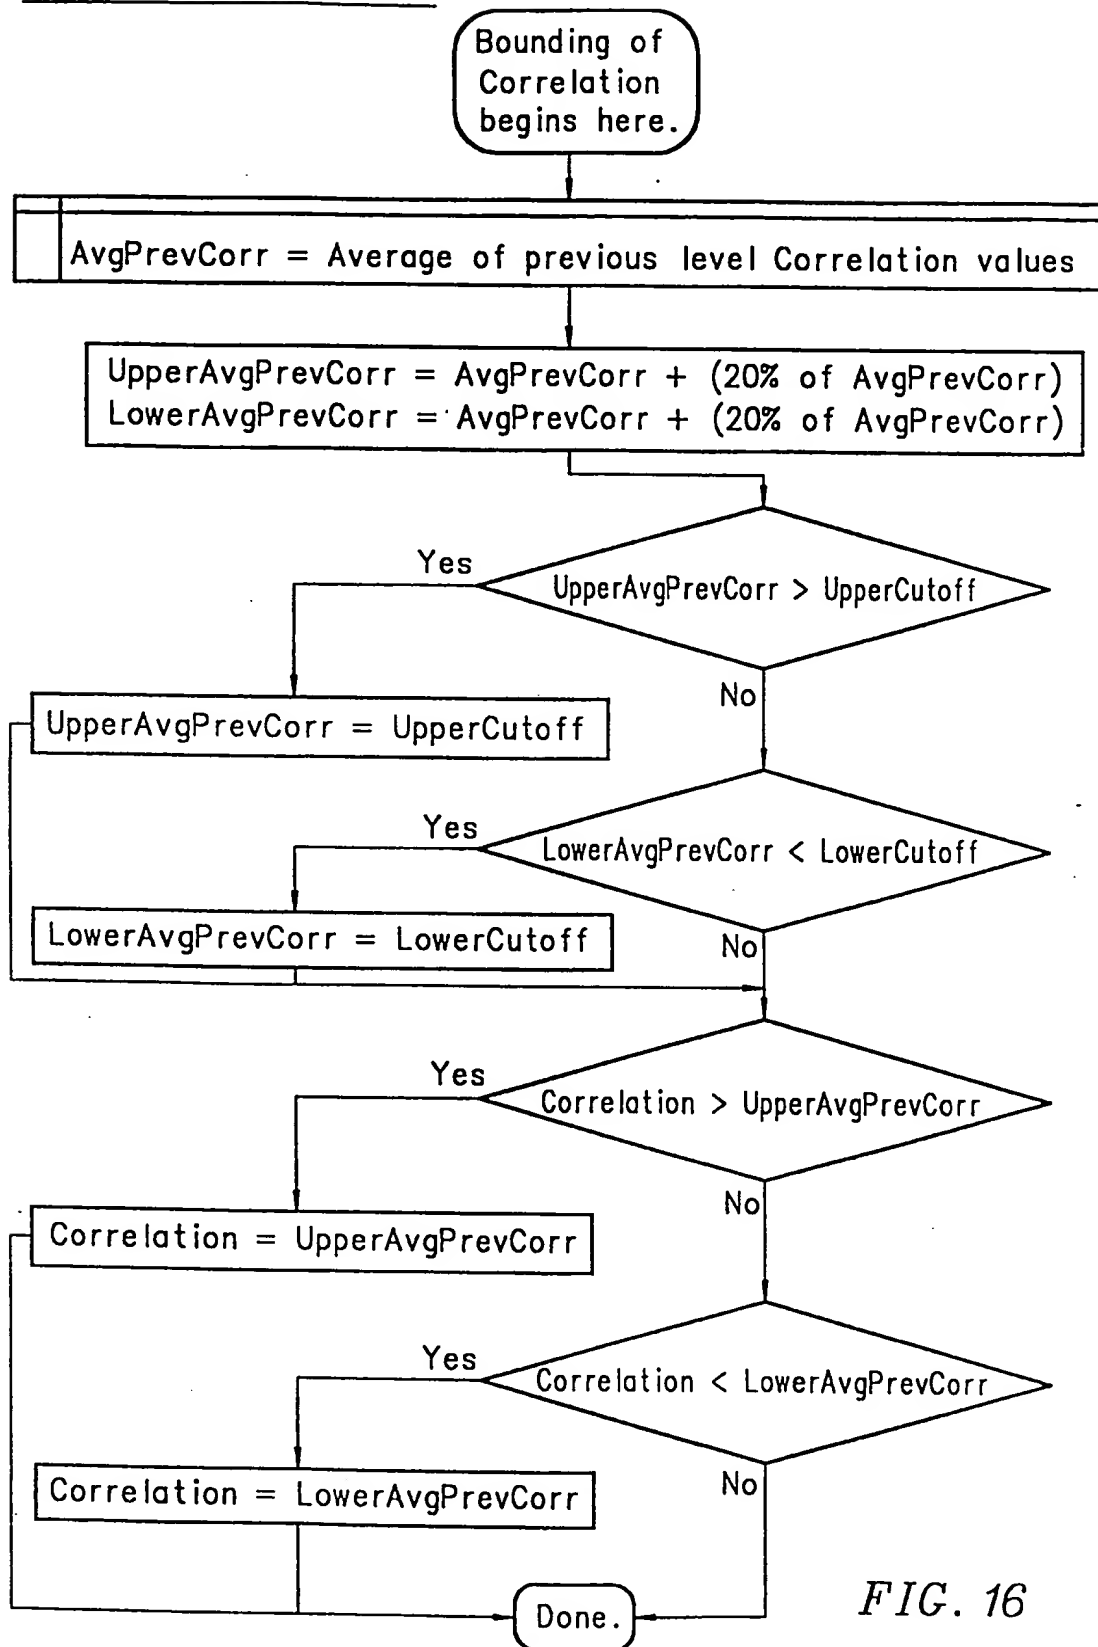 Bounding of
Correlation
begins here.
AvgPrevCorr = Average of previous level Correlation values
UpperAvgPrevCorr = AvgPrevCorr + (20% of AvgPrevCorr)
LowerAvgPrevCorr = AvgPrevCorr + (20% of AvgPrevCorr)
Yes
UpperAvgPrevCorr > UpperCutoff
No
UpperAvgPrevCorr = UpperCutoff
Yes
LowerAvgPrevCorr < LowerCutoff
LowerAvgPrevCorr = LowerCutoff
No
Yes
Correlation > UpperAvgPrevCorr
No
Correlation = UpperAvgPrevCorr
Yes
Correlation < LowerAvgPrevCorr
No
Correlation = LowerAvgPrevCorr
Done.
FIG. 16